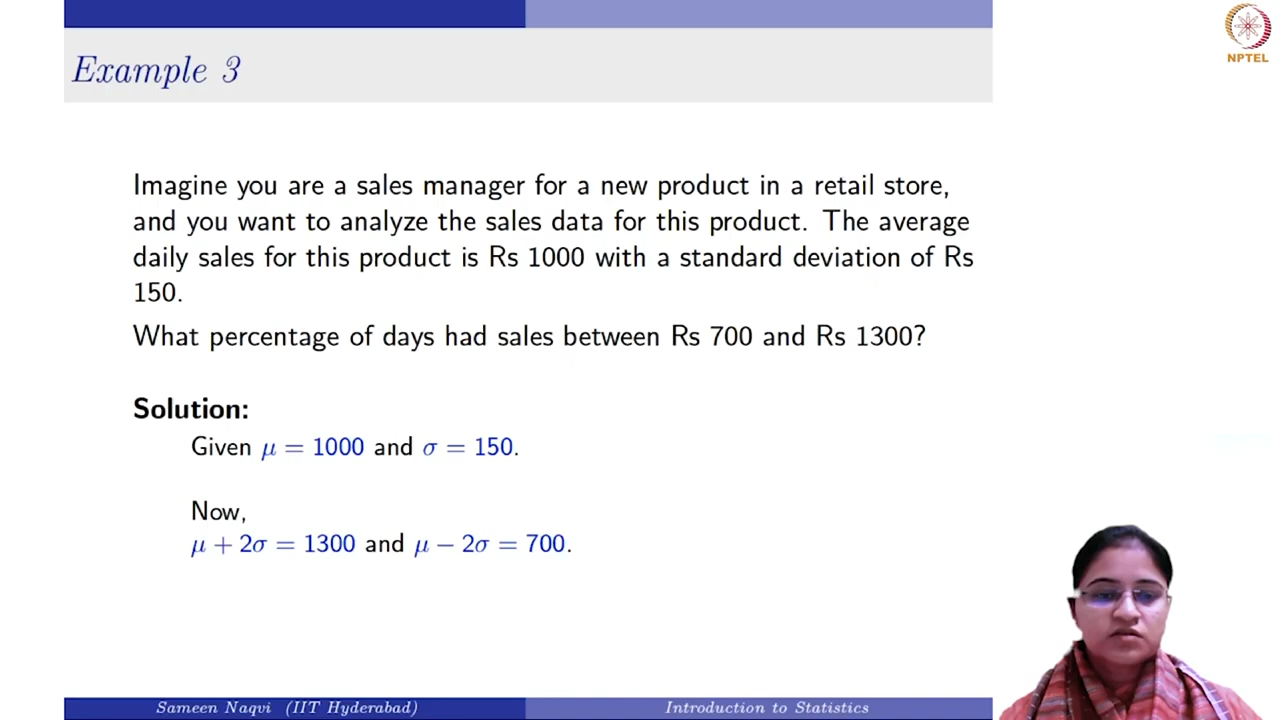 NPTEL
Example 3
Imagine you are a sales manager for a new product in a retail store,
and you want to analyze the sales data for this product. The average
daily sales for this product is Rs 1000 with a standard deviation of Rs
150.
What percentage of days had sales between Rs 700 and Rs 1300?
Solution:
Given μ = 1000 and σ = 150.
Now,
μ + 2σ = 1300 and μ − 2σ = 700.
Sameen Naqvi (IIT Hyderabad)
Introduction to Statistics